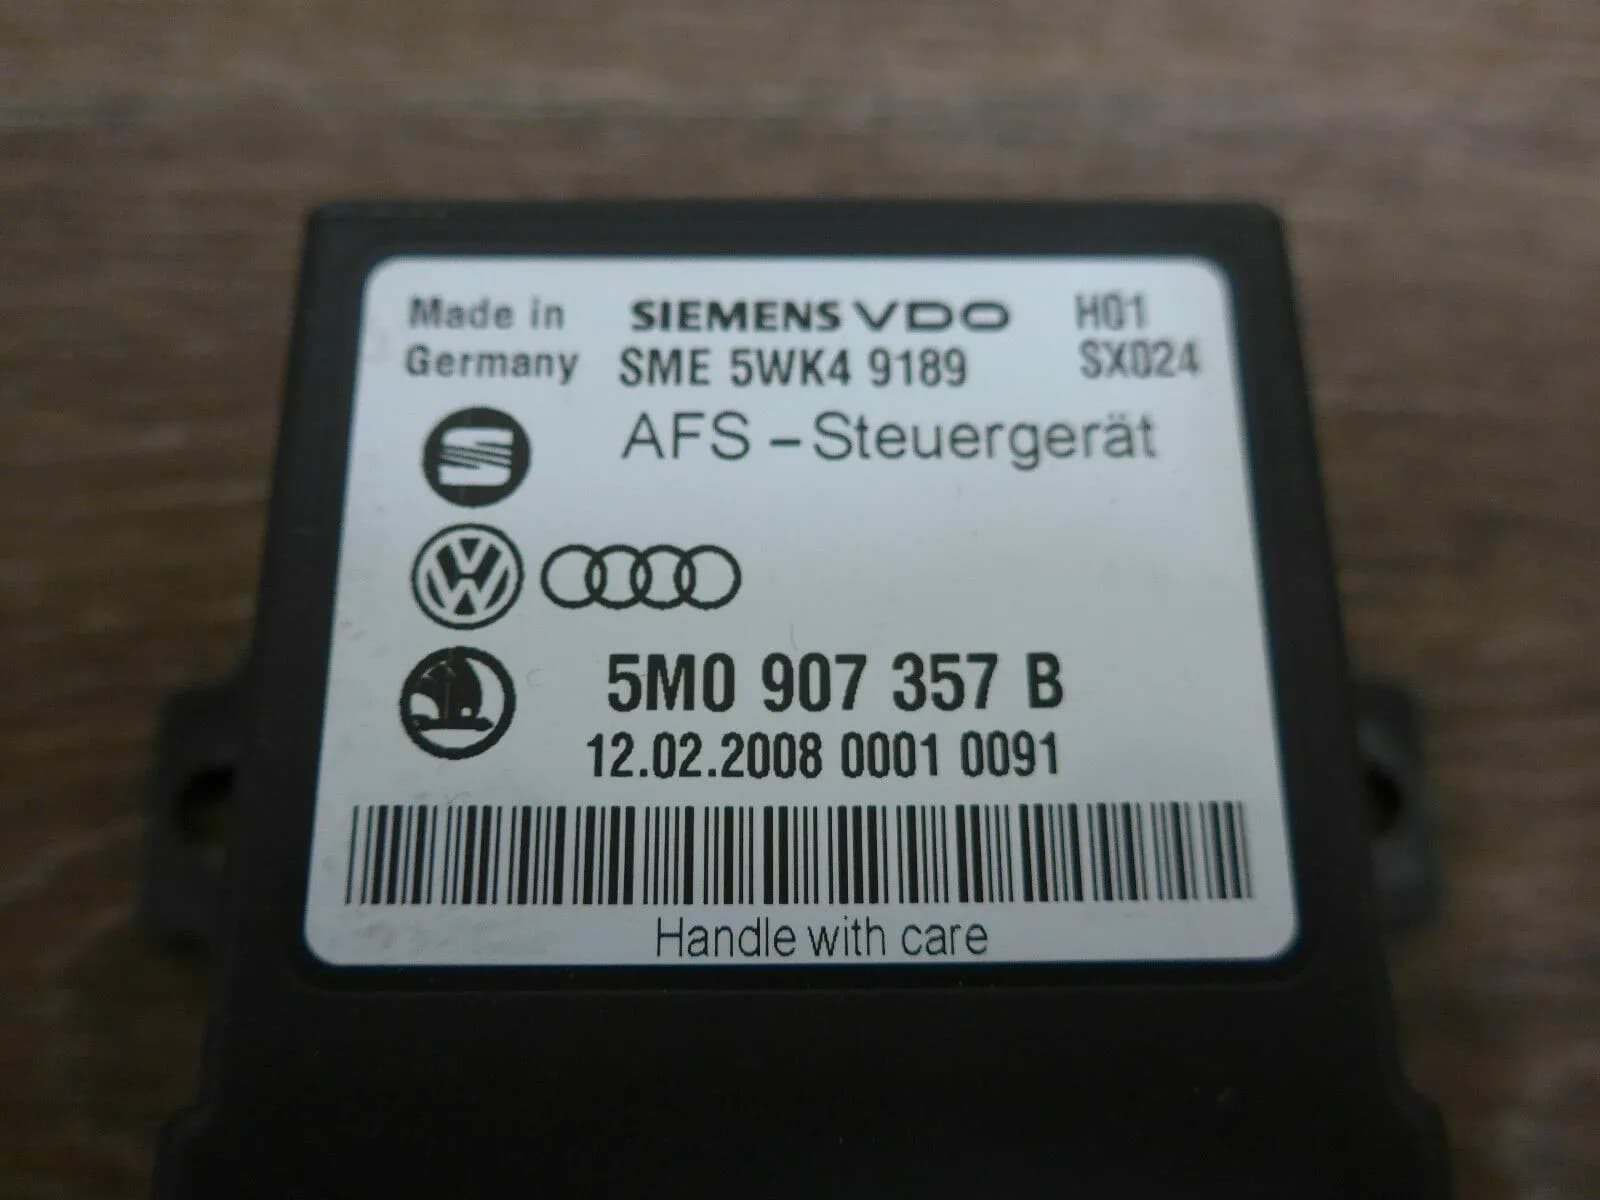 Made in SIEMENS VDO H01
Germany SME 5WK4 9189 SX024
AFS - Steuergerät
5M0 907 357 B
12.02.2008 0001 0091
Handle with care